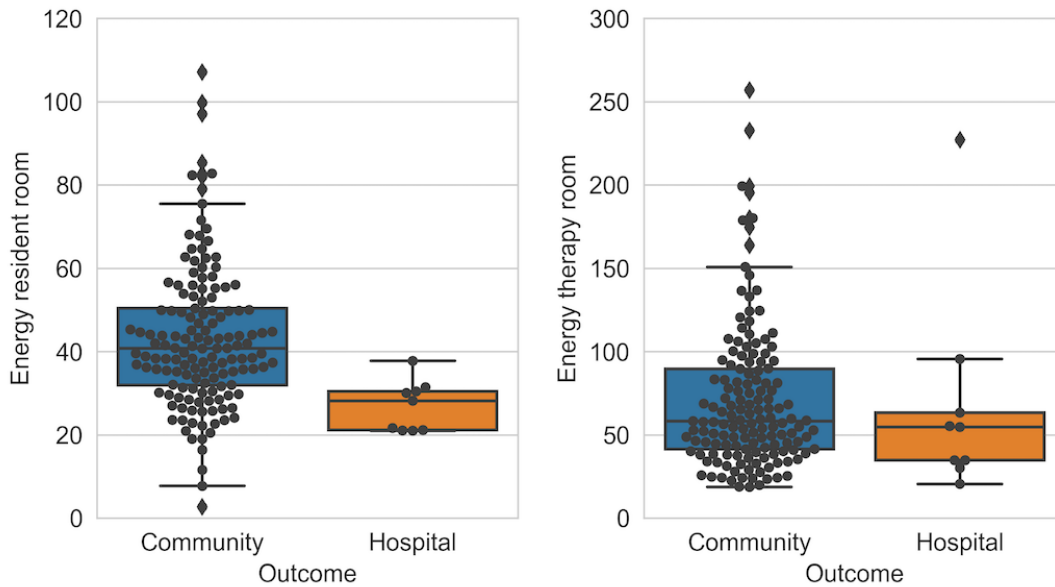 Energy resident room
120
100
80
60
40
20
0
Community
Hospital
Outcome
Energy therapy room
300
250
200
150
100
50
0
Community
Hospital
Outcome